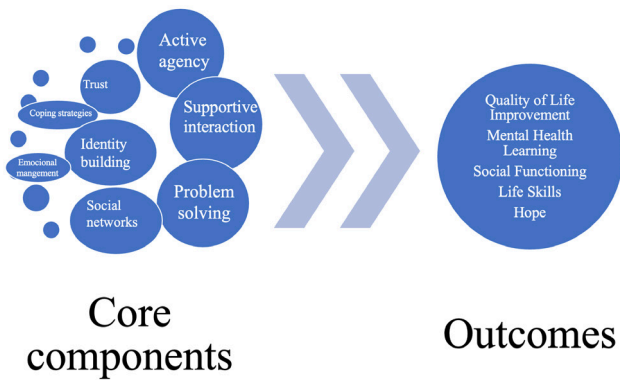 Active
agency
Trust
Supportive
interaction
Coping strategies
Identity
building
Emocional
mangement
Problem
solving
Social
networks
Quality of Life
Improvement
Mental Health
Learning
Social Functioning
Life Skills
Hope
Core
components
Outcomes